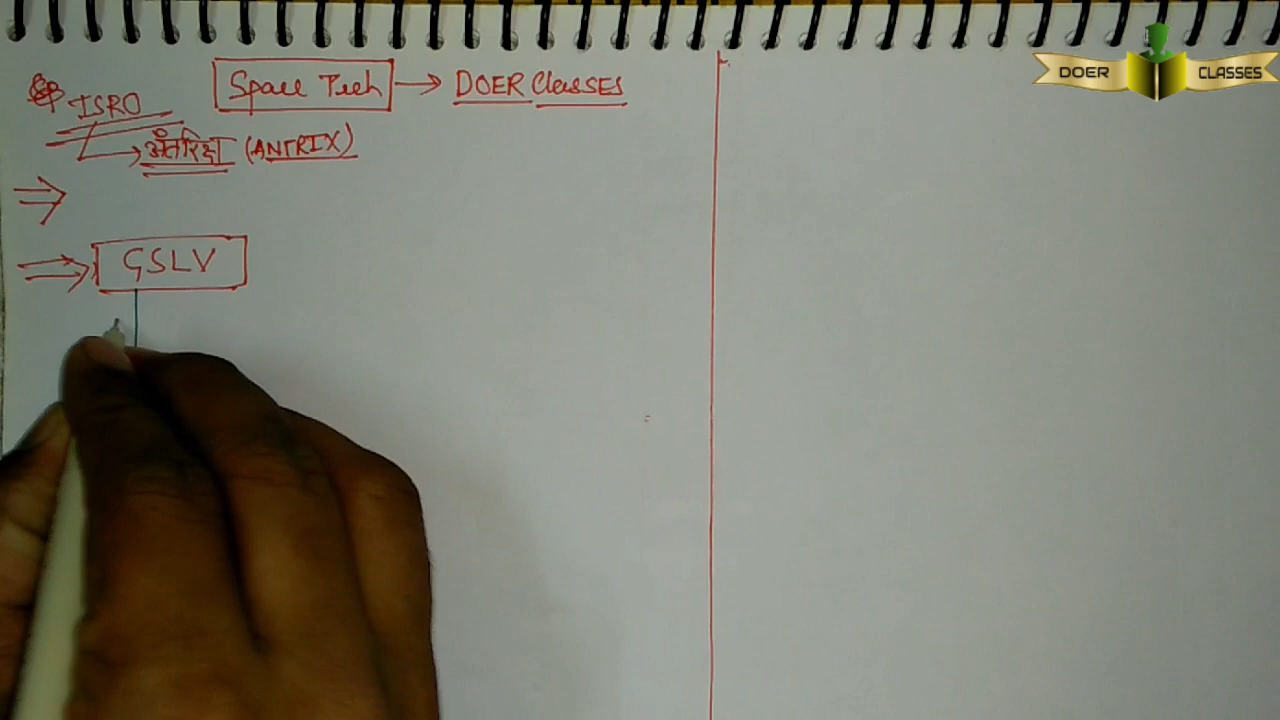 Space Tech → DOER Classes
DOER CLASSES
ISRO
अंतरिक्ष (ANTRIX)
GSLV